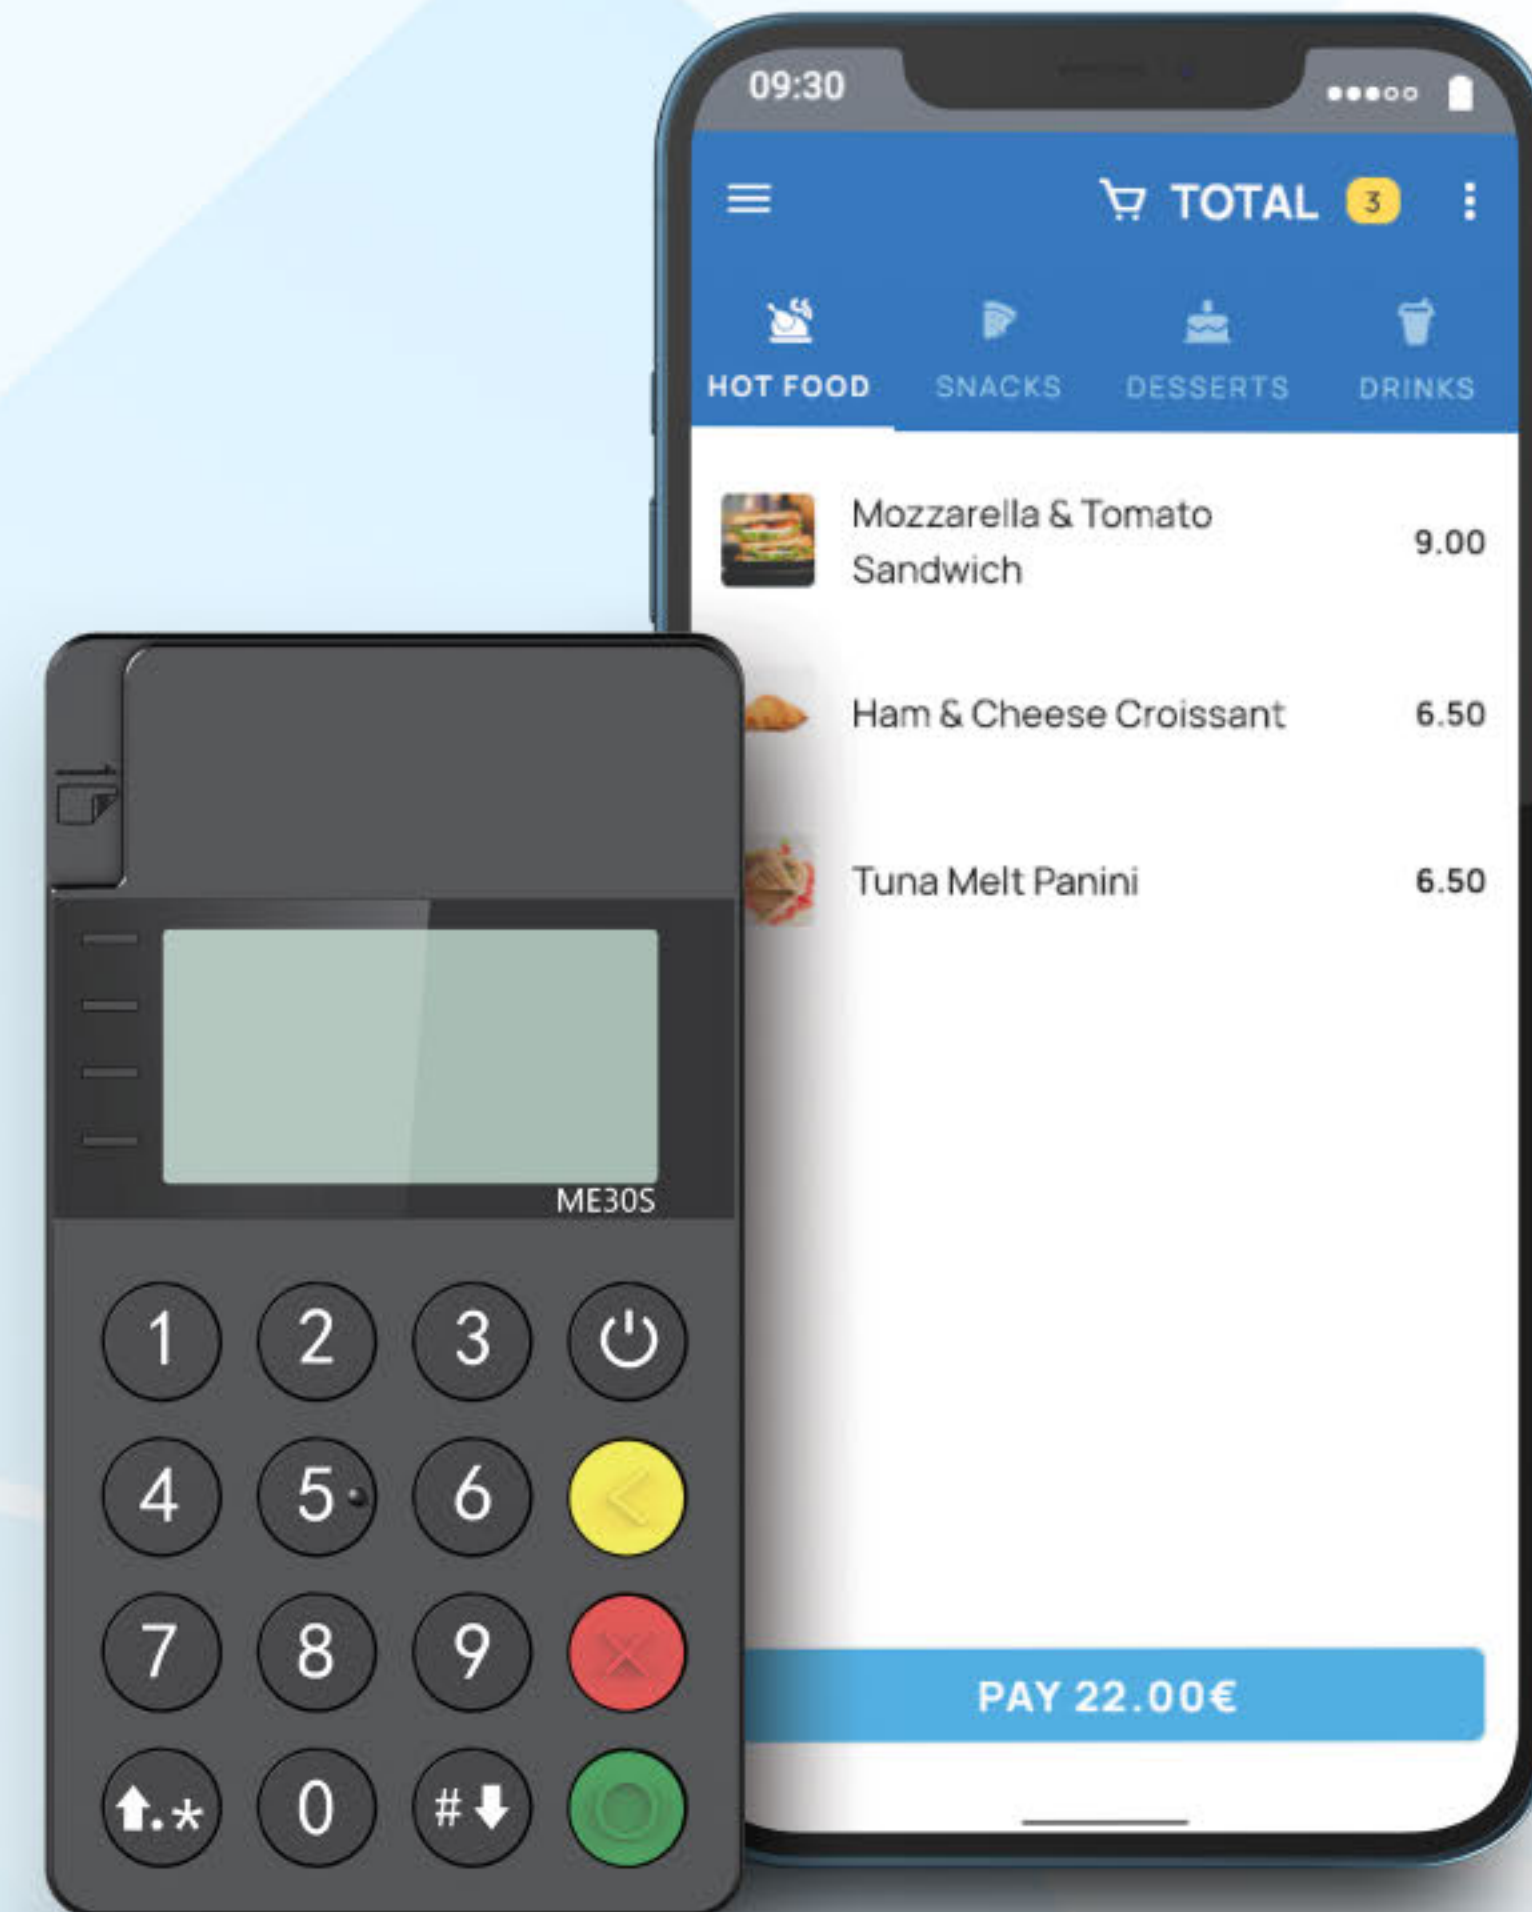 09:30
TOTAL 3
HOT FOOD SNACKS DESSERTS DRINKS
Mozzarella & Tomato
Sandwich
9.00
Ham & Cheese Croissant 6.50
Tuna Melt Panini 6.50
PAY 22.00€
ME30S
1 2 3
4 5 6
7 8 9
.* 0 #